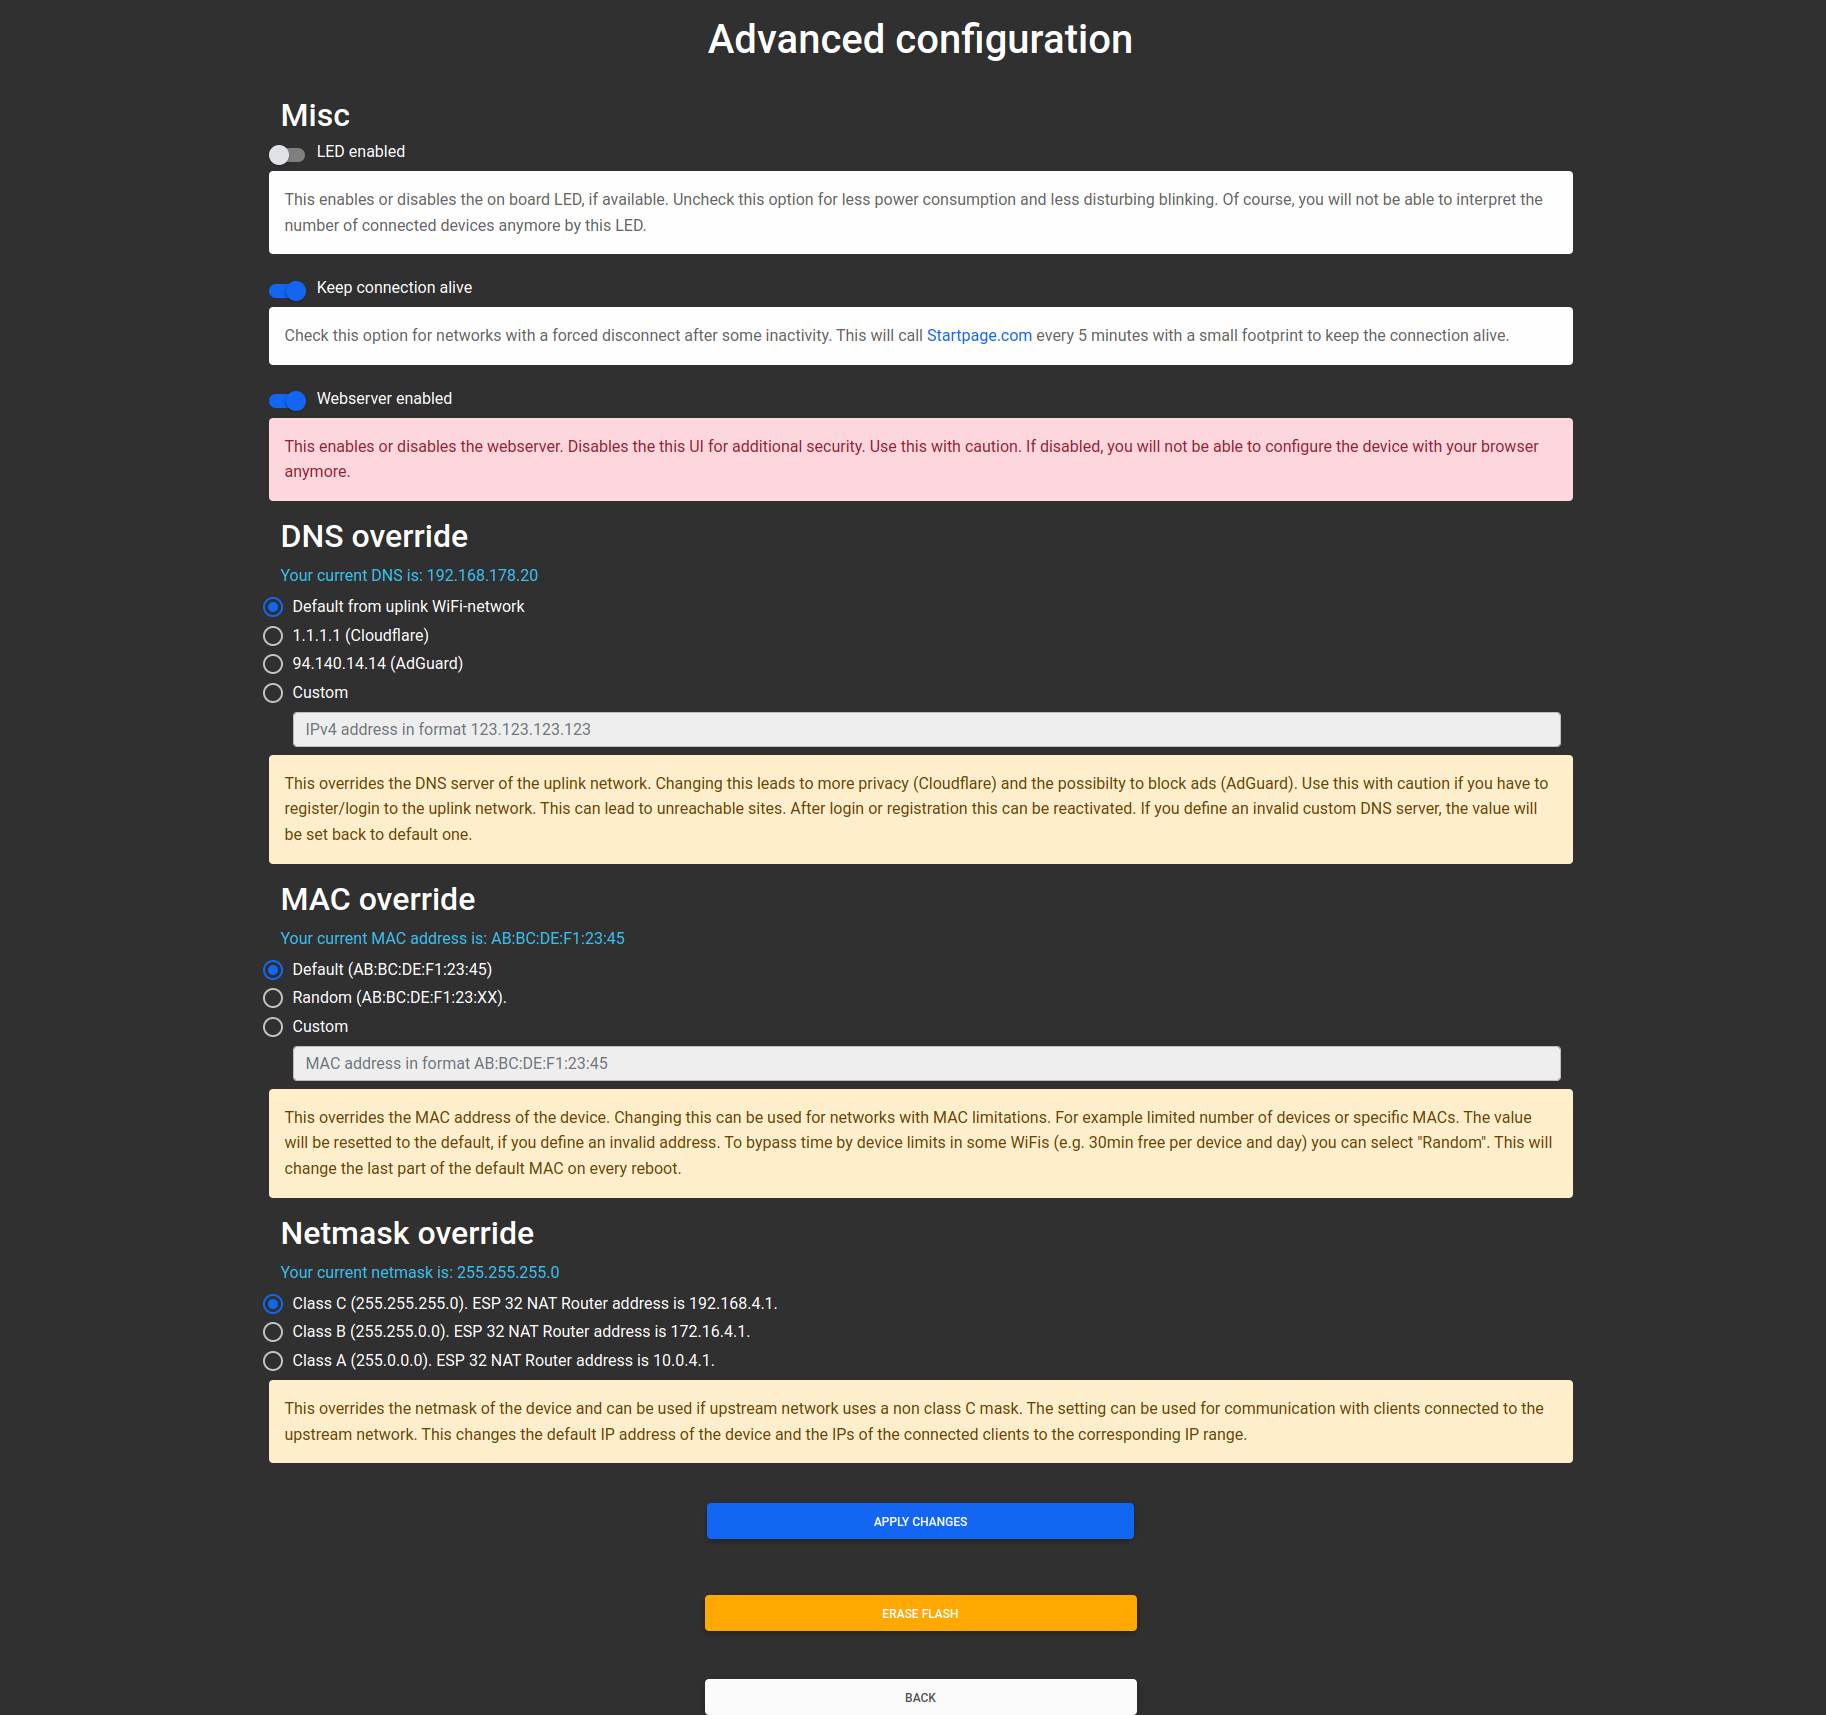 Advanced configuration
Misc
LED enabled
This enables or disables the on board LED, if available. Uncheck this option for less power consumption and less disturbing blinking. Of course, you will not be able to interpret the
number of connected devices anymore by this LED.
Keep connection alive
Check this option for networks with a forced disconnect after some inactivity. This will call Startpage.com every 5 minutes with a small footprint to keep the connection alive.
Webserver enabled
This enables or disables the webserver. Disables the this UI for additional security. Use this with caution. If disabled, you will not be able to configure the device with your browser
anymore.
DNS override
Your current DNS is: 192.168.178.20
Default from uplink WiFi-network
1.1.1.1 (Cloudflare)
94.140.14.14 (AdGuard)
Custom
IPv4 address in format 123.123.123.123
This overrides the DNS server of the uplink network. Changing this leads to more privacy (Cloudflare) and the possibilty to block ads (AdGuard). Use this with caution if you have to
register/login to the uplink network. This can lead to unreachable sites. After login or registration this can be reactivated. If you define an invalid custom DNS server, the value will
be set back to default one.
MAC override
Your current MAC address is: AB:BC:DE:F1:23:45
Default (AB:BC:DE:F1:23:45)
Random (AB:BC:DE:F1:23:XX).
Custom
MAC address in format AB:BC:DE:F1:23:45
This overrides the MAC address of the device. Changing this can be used for networks with MAC limitations. For example limited number of devices or specific MACs. The value
will be resetted to the default, if you define an invalid address. To bypass time by device limits in some WiFis (e.g. 30min free per device and day) you can select "Random". This will
change the last part of the default MAC on every reboot.
Netmask override
Your current netmask is: 255.255.255.0
Class C (255.255.255.0). ESP 32 NAT Router address is 192.168.4.1.
Class B (255.255.0.0). ESP 32 NAT Router address is 172.16.4.1.
Class A (255.0.0.0). ESP 32 NAT Router address is 10.0.4.1.
This overrides the netmask of the device and can be used if upstream network uses a non class C mask. The setting can be used for communication with clients connected to the
upstream network. This changes the default IP address of the device and the IPs of the connected clients to the corresponding IP range.
APPLY CHANGES
ERASE FLASH
BACK